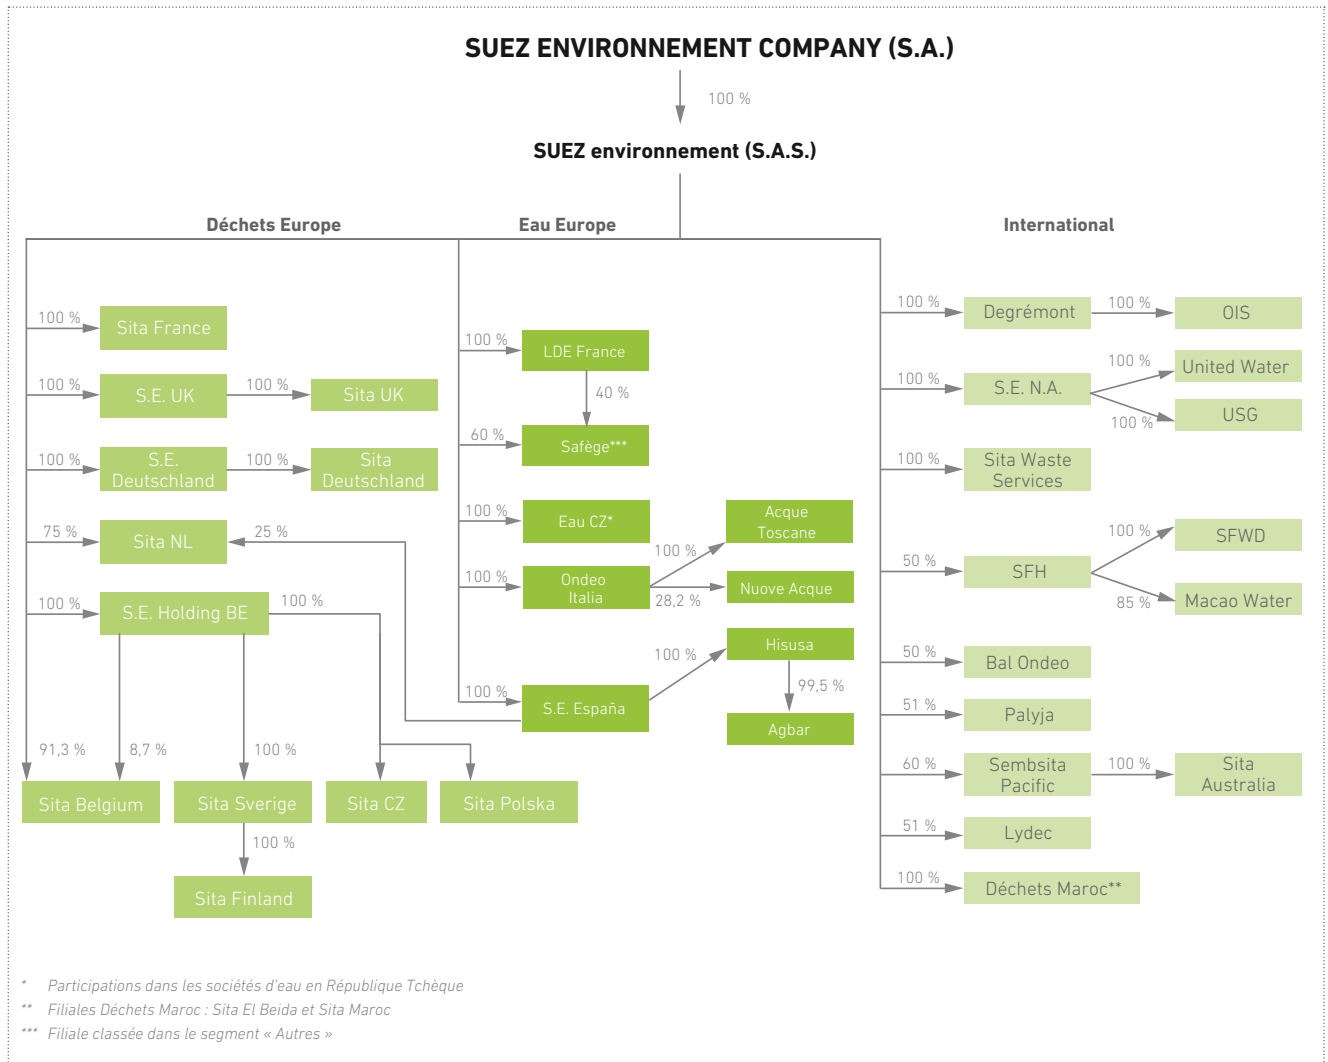 SUEZ ENVIRONNEMENT COMPANY (S.A.)
100 %
SUEZ environnement (S.A.S.)
Déchets Europe
Eau Europe
International
100 %
Sita France
100 %
S.E. UK
100 %
Sita UK
100 %
S.E.
Deutschland
100 %
Sita
Deutschland
75 %
Sita NL
25 %
100 %
S.E. Holding BE
100 %
91,3 %
8,7 %
100 %
Sita Belgium
Sita Sverige
Sita CZ
Sita Polska
100 %
Sita Finland
100 %
LDE France
40 %
60 %
Safège***
100 %
Eau CZ*
100 %
Ondeo
Italia
100 %
Acque
Toscane
28,2 %
Nuove Acque
100 %
S.E. España
100 %
Hisusa
99,5 %
Agbar
100 %
Degrémont
100 %
OIS
100 %
S.E. N.A.
100 %
United Water
100 %
USG
100 %
Sita Waste
Services
50 %
SFH
100 %
SFWD
85 %
Macao Water
50 %
Bal Ondeo
51 %
Palyja
60 %
Sembsita
Pacific
100 %
Sita
Australia
51 %
Lydec
100 %
Déchets Maroc**
* Participations dans les sociétés d'eau en République Tchèque
** Filiales Déchets Maroc : Sita El Beida et Sita Maroc
*** Filiale classée dans le segment « Autres »